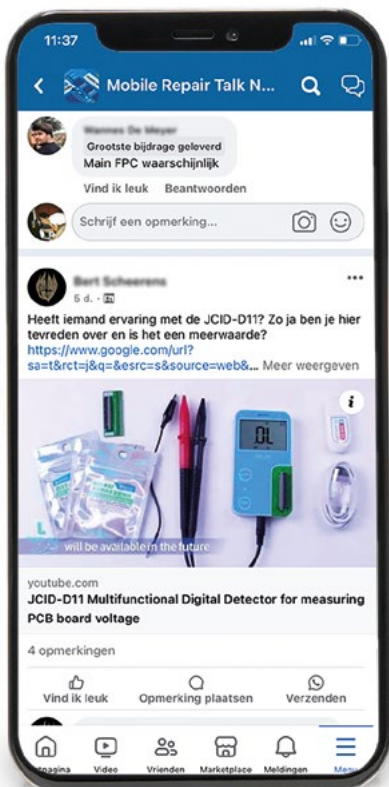 11:37
Mobile Repair Talk N...
Grootste bijdrage geleverd
Main FPC waarschijnlijk
Vind ik leuk Beantwoorden
Schrijf een opmerking...
5 d.
Heeft iemand ervaring met de JCID-D11? Zo ja ben je hier
tevreden over en is het een meerwaarde?
https://www.google.com/url?
sa=t&rct=j&q=&esrc=s&source=web&... Meer weergeven
0L
will be available in the future
youtube.com
JCID-D11 Multifunctional Digital Detector for measuring
PCB board voltage
4 opmerkingen
Vind ik leuk Opmerking plaatsen Verzenden
Video Vrienden Marketplace Meldingen Menu